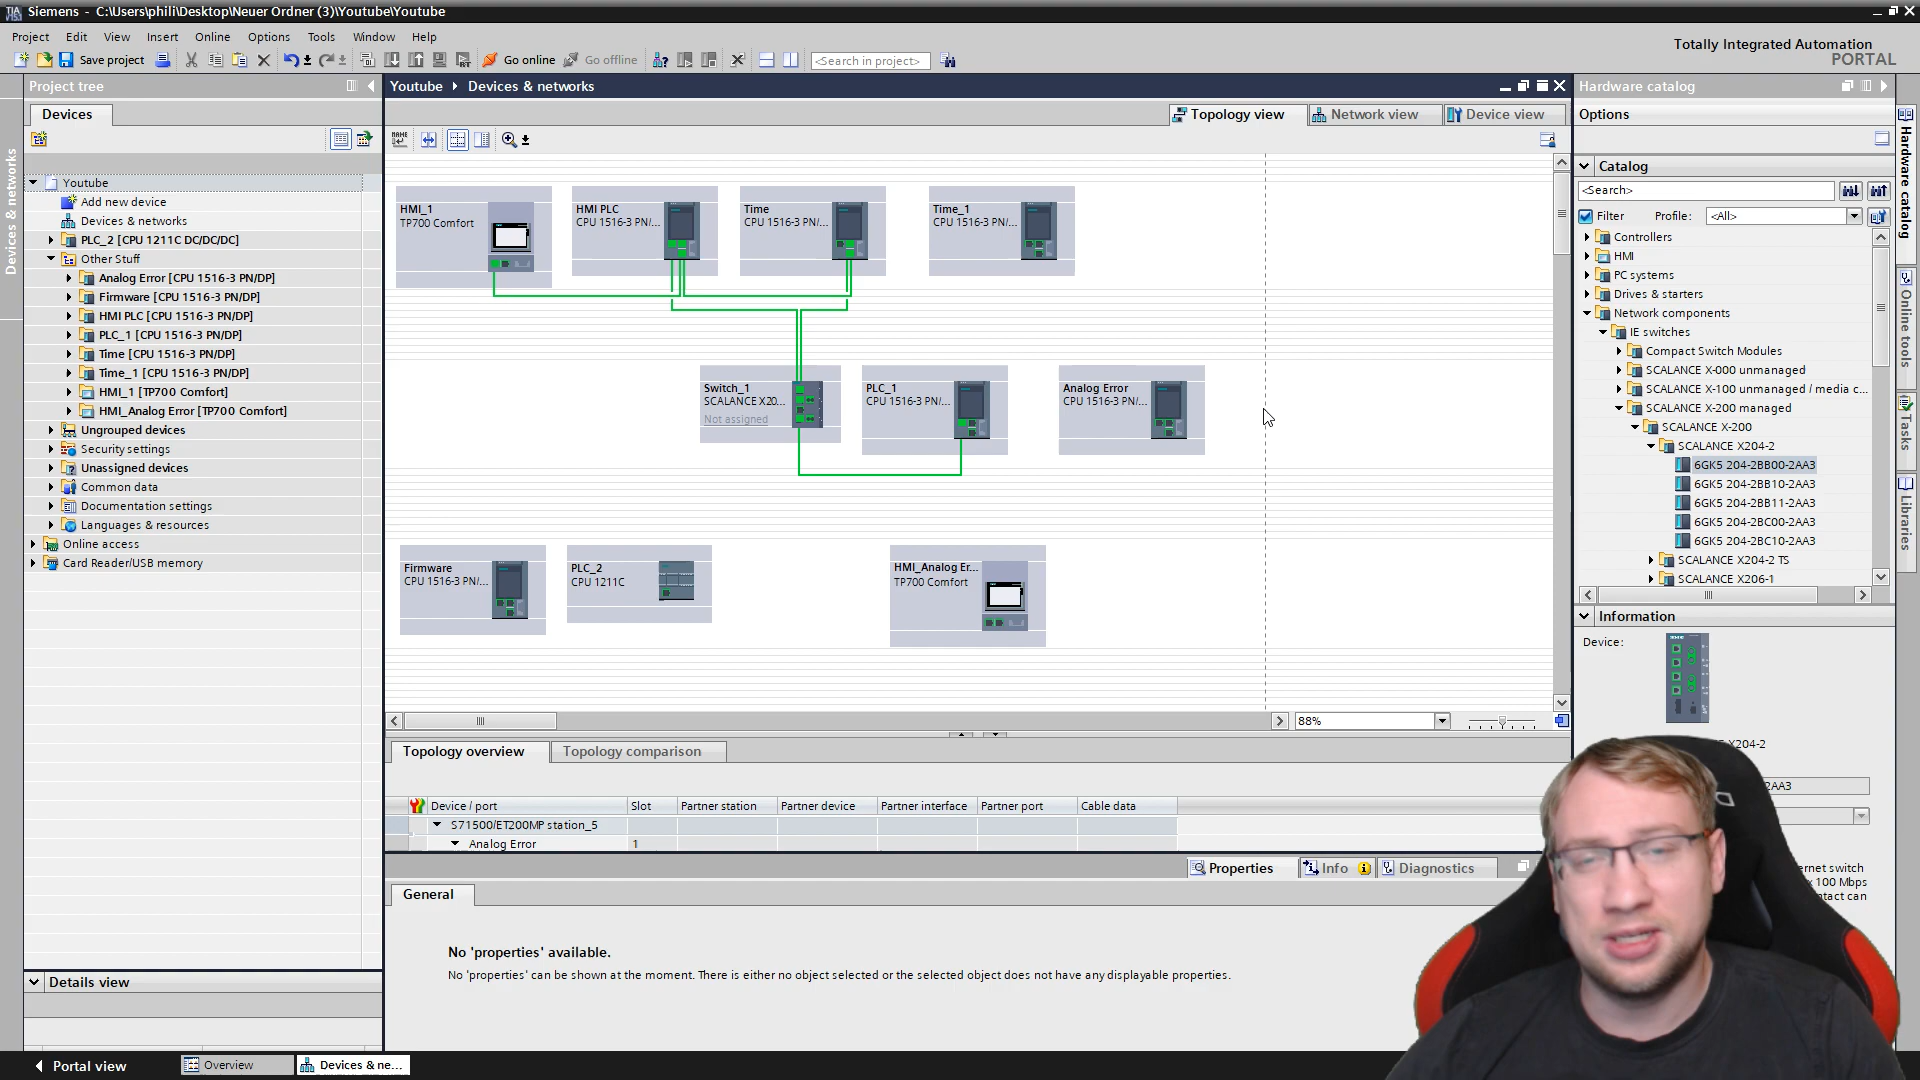 Siemens - C:\Users\phili\Desktop\Neuer Ordner (3)\Youtube\Youtube
Project Edit View Insert Online Options Tools Window Help
Totally Integrated Automation
PORTAL
Save project
Go online
Go offline
<Search in project>
Project tree
Youtube Devices & networks
Hardware catalog
Devices
Topology view
Network view
Device view
Options
Devices & networks
Youtube
Add new device
Devices & networks
PLC_2 [CPU 1211C DC/DC/DC]
Other Stuff
Analog Error [CPU 1516-3 PN/DP]
Firmware [CPU 1516-3 PN/DP]
HMI PLC [CPU 1516-3 PN/DP]
PLC_1 [CPU 1516-3 PN/DP]
Time [CPU 1516-3 PN/DP]
Time_1 [CPU 1516-3 PN/DP]
HMI_1 [TP700 Comfort]
HMI_Analog Error [TP700 Comfort]
Ungrouped devices
Security settings
Unassigned devices
Common data
Documentation settings
Languages & resources
Online access
Card Reader/USB memory
Details view
HMI_1
TP700 Comfort
HMI PLC
CPU 1516-3 PN/...
Time
CPU 1516-3 PN/...
Time_1
CPU 1516-3 PN/...
Switch_1
SCALANCE X20...
Not assigned
PLC_1
CPU 1516-3 PN/...
Analog Error
CPU 1516-3 PN/...
Firmware
CPU 1516-3 PN/...
PLC_2
CPU 1211C
HMI_Analog Er...
TP700 Comfort
88%
Topology overview
Topology comparison
Device / port Slot Partner station Partner device Partner interface Partner port Cable data
S71500/ET200MP station_5
Analog Error 1
Properties
Info
Diagnostics
General
No 'properties' available.
No 'properties' can be shown at the moment. There is either no object selected or the selected object does not have any displayable properties.
Catalog
<Search>
Filter Profile: <All>
Controllers
HMI
PC systems
Drives & starters
Network components
IE switches
Compact Switch Modules
SCALANCE X-000 unmanaged
SCALANCE X-100 unmanaged / media c...
SCALANCE X-200 managed
SCALANCE X-200
SCALANCE X204-2
6GK5 204-2BB00-2AA3
6GK5 204-2BB10-2AA3
6GK5 204-2BB11-2AA3
6GK5 204-2BC00-2AA3
6GK5 204-2BC10-2AA3
SCALANCE X204-2 TS
SCALANCE X206-1
Information
Device:
X204-2
2AA3
ernet switch
x 100 Mbps
ntact can
Hardware catalog
Online tools
Tasks
Libraries
Portal view
Overview
Devices & ne...